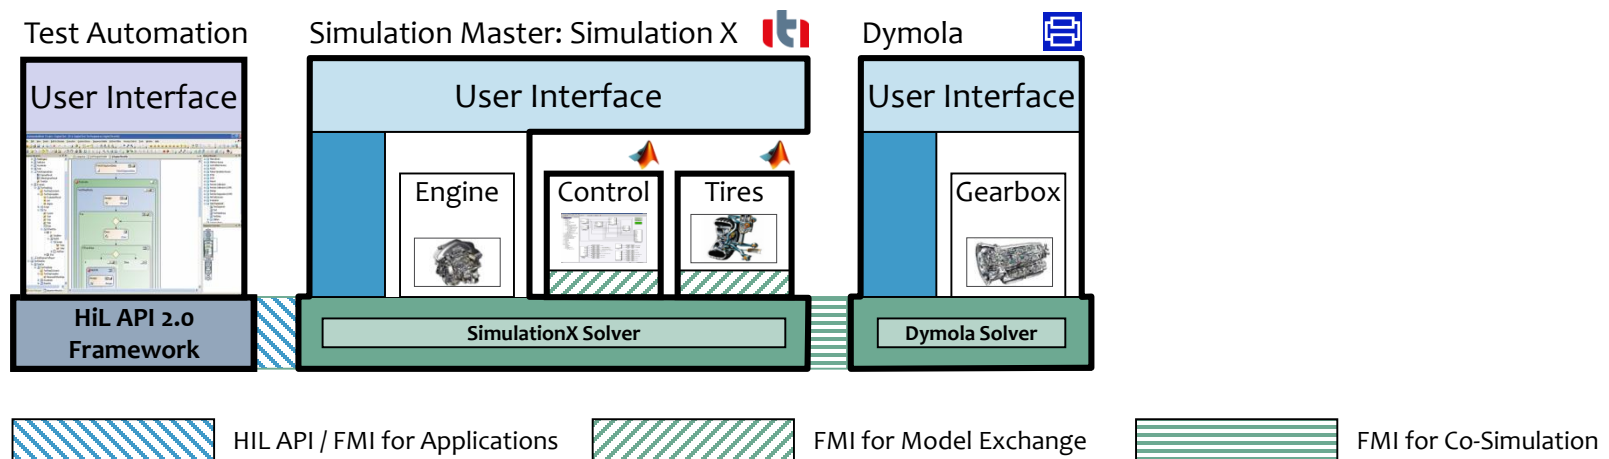 Test Automation
Simulation Master: Simulation X
iti
Dymola
User Interface
User Interface
User Interface
Engine
Control
Tires
Gearbox
HiL API 2.0
Framework
SimulationX Solver
Dymola Solver
HIL API / FMI for Applications
FMI for Model Exchange
FMI for Co-Simulation